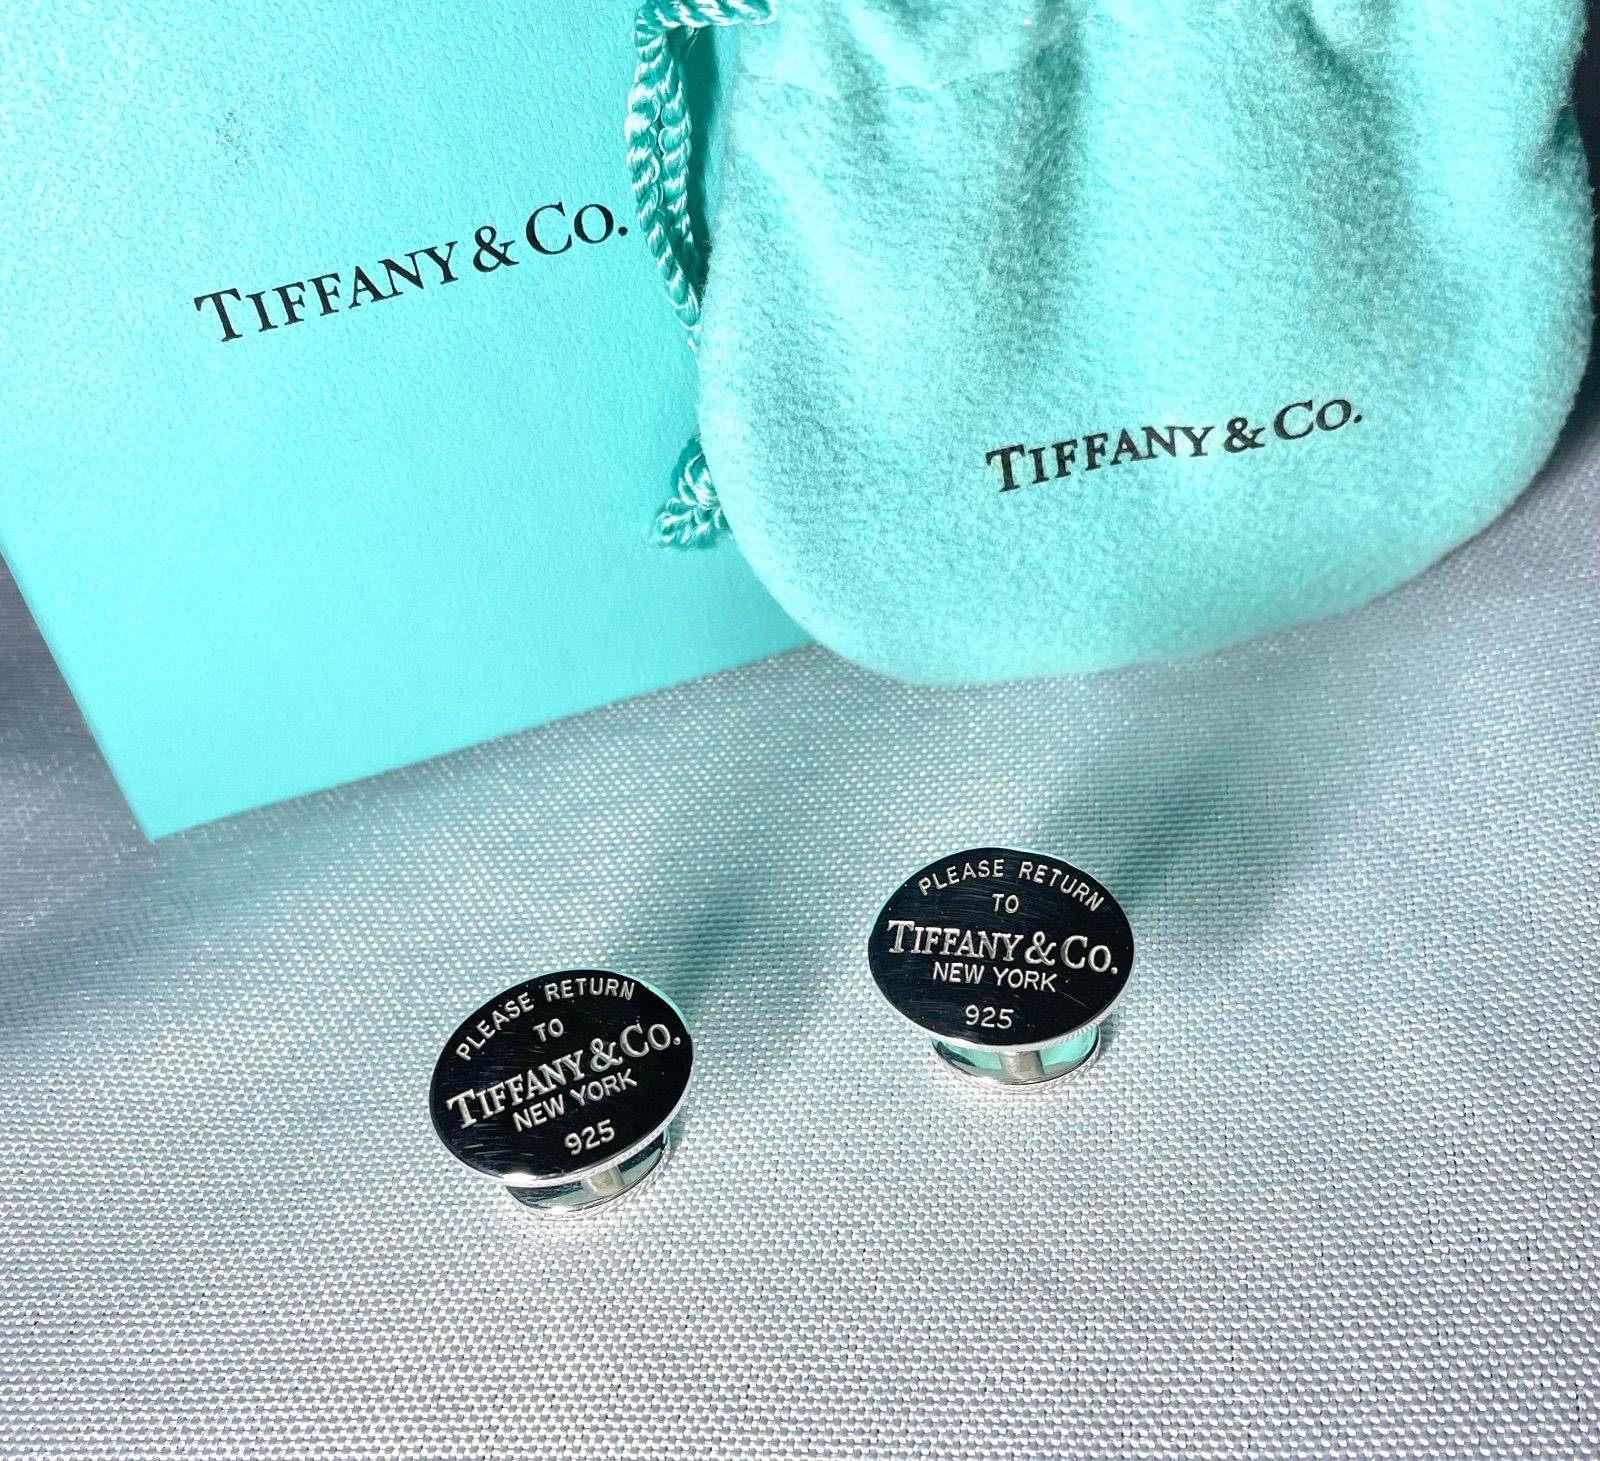 TIFFANY & CO.
TIFFANY & CO.
PLEASE RETURN
TO
TIFFANY & CO.
NEW YORK
925
PLEASE RETURN
TO
TIFFANY & CO.
NEW YORK
925